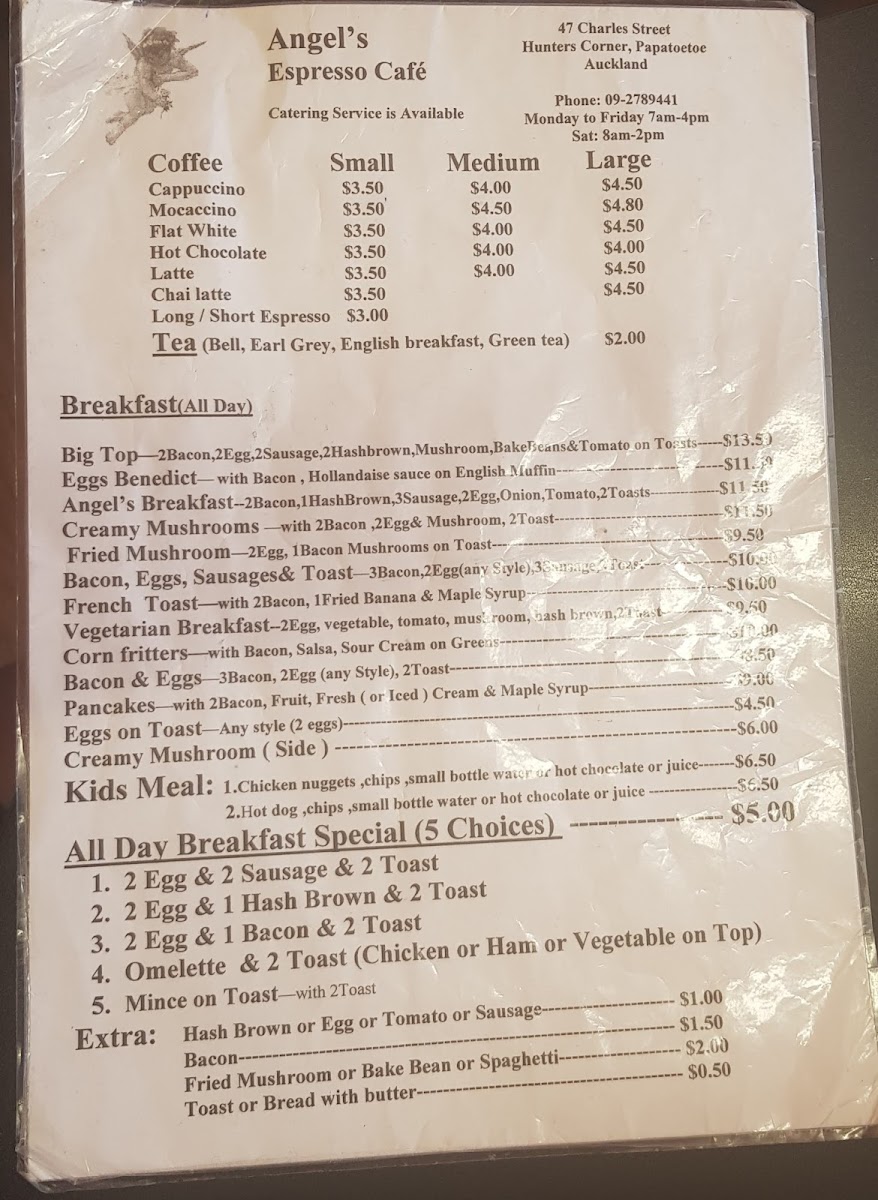 Angel's
Espresso Café
Catering Service is Available
47 Charles Street
Hunters Corner, Papatoetoe
Auckland
Phone: 09-2789441
Monday to Friday 7am-4pm
Sat: 8am-2pm
Coffee Small Medium Large
Cappuccino $3.50 $4.00 $4.50
Mocaccino $3.50 $4.50 $4.80
Flat White $3.50 $4.00 $4.50
Hot Chocolate $3.50 $4.00 $4.00
Latte $3.50 $4.00 $4.50
Chai latte $3.50 $4.50
Long / Short Espresso $3.00
Tea (Bell, Earl Grey, English breakfast, Green tea) $2.00
Breakfast(All Day)
Big Top—2Bacon,2Egg,2Sausage,2Hashbrown,Mushroom,BakeBeans&Tomato on Toasts-----$13.50
Eggs Benedict—with Bacon , Hollandaise sauce on English Muffin---
Angel's Breakfast--2Bacon,1HashBrown,3Sausage,2Egg,Onion,Tomato,2Toasts-----$11.50
Creamy Mushrooms —with 2Bacon ,2Egg& Mushroom, 2Toast-----$11.50
Fried Mushroom—2Egg, 1Bacon Mushrooms on Toast-----$9.50
Bacon, Eggs, Sausages& Toast—3Bacon,2Egg(any Style),
French Toast—with 2Bacon, 1Fried Banana & Maple Syrup-----$10.00
Vegetarian Breakfast--2Egg, vegetable, tomato, mushroom, hash brown,2Toast-----$9.50
Corn fritters—with Bacon, Salsa, Sour Cream on Greens-----
Bacon & Eggs—3Bacon, 2Egg (any Style), 2Toast-----
Pancakes—with 2Bacon, Fruit, Fresh ( or Iced ) Cream & Maple Syrup-----$9.00
Eggs on Toast—Any style (2 eggs)-----$4.50
Creamy Mushroom ( Side ) -----$6.00
Kids Meal: 1.Chicken nuggets ,chips ,small bottle water or hot chocolate or juice-------$6.50
2.Hot dog ,chips ,small bottle water or hot chocolate or juice -----$6.50
All Day Breakfast Special (5 Choices) ----- $5.00
1. 2 Egg & 2 Sausage & 2 Toast
2. 2 Egg & 1 Hash Brown & 2 Toast
3. 2 Egg & 1 Bacon & 2 Toast
4. Omelette & 2 Toast (Chicken or Ham or Vegetable on Top)
5. Mince on Toast—with 2Toast
Extra: Hash Brown or Egg or Tomato or Sausage----- $1.00
Bacon----- $1.50
Fried Mushroom or Bake Bean or Spaghetti----- $2.00
Toast or Bread with butter----- $0.50